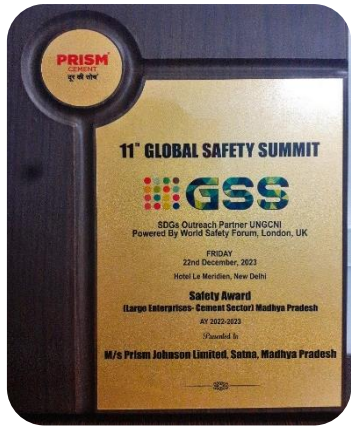 PRISM
CEMENT
दूर की सोच
11th GLOBAL SAFETY SUMMIT
GSS
SDGs Outreach Partner UNGCNI
Powered By World Safety Forum, London, UK
FRIDAY
22nd December, 2023
Hotel Le Meridien, New Delhi
Safety Award
(Large Enterprises- Cement Sector) Madhya Pradesh
AY 2022-2023
Presented to
M/s Prism Johnson Limited, Satna, Madhya Pradesh